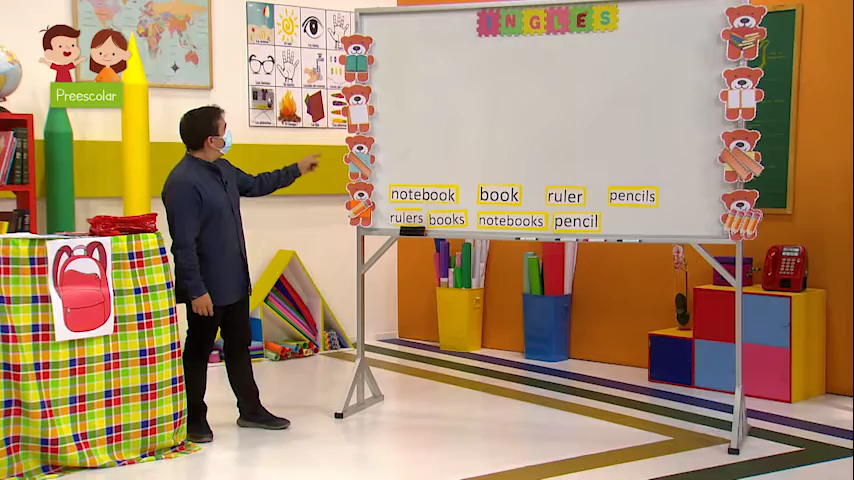 Preescolar
INGLES
notebook book ruler pencils
rulers books notebooks pencil